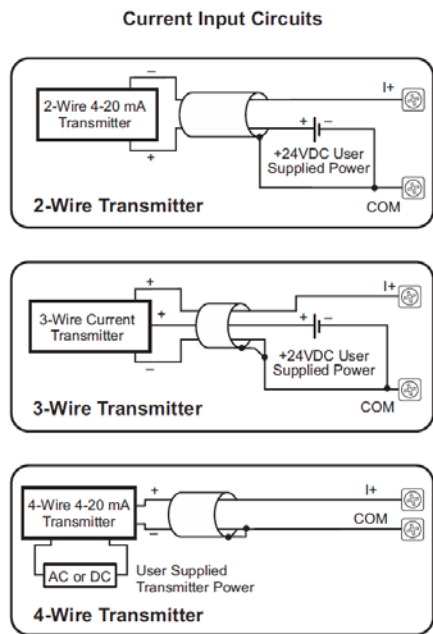 Current Input Circuits
–
2-Wire 4-20 mA
Transmitter
+
I+
+ –
+24VDC User
Supplied Power
COM
2-Wire Transmitter
+
3-Wire Current
Transmitter
+
–
I+
+ –
+24VDC User
Supplied Power
COM
3-Wire Transmitter
4-Wire 4-20 mA
Transmitter
+
–
I+
COM
AC or DC
User Supplied
Transmitter Power
4-Wire Transmitter